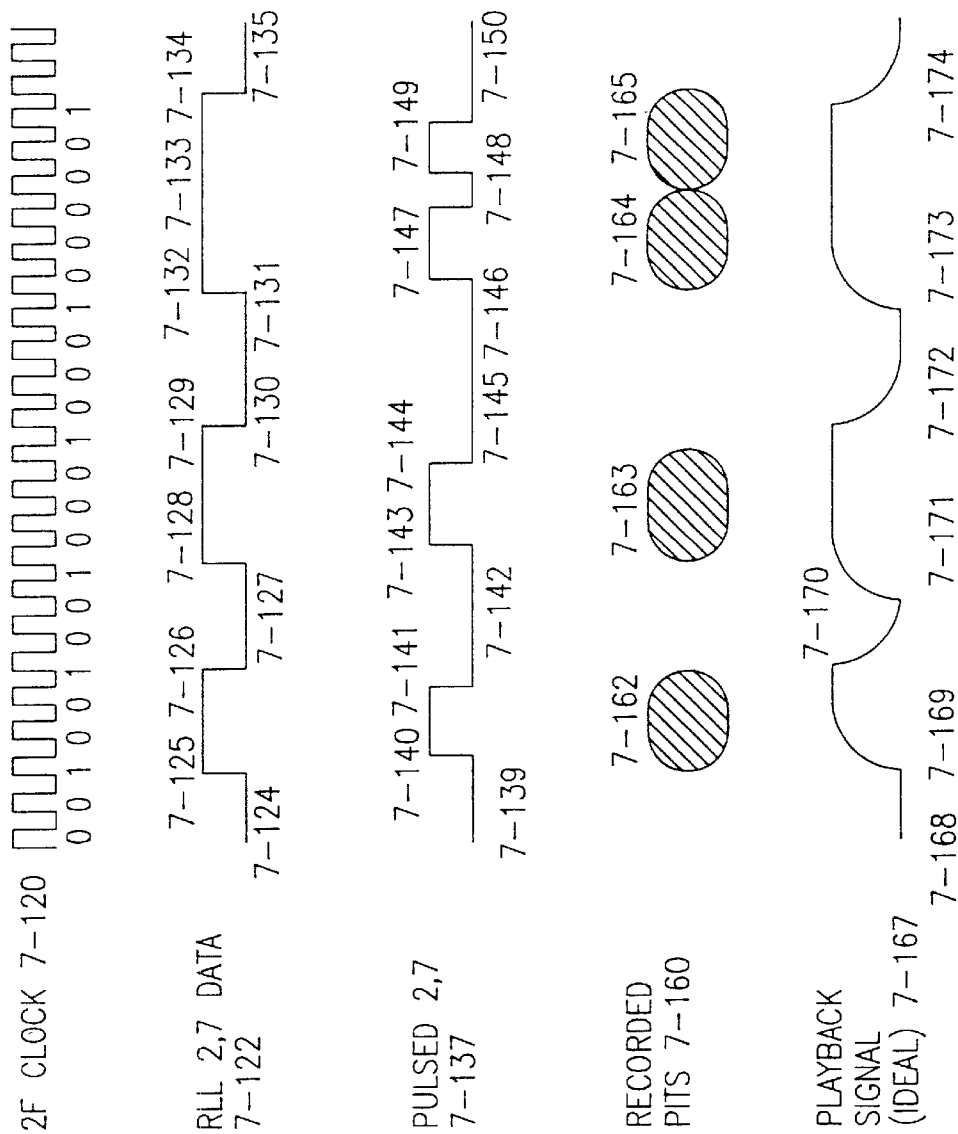 2F CLOCK 7-120
0 0 1 0 0 1 0 0 1 0 0 0 1 0 0 0 1 0 0 0 0 0 1
RLL 2,7 DATA
7-122
7-125 7-126 7-128 7-129 7-132 7-133 7-134
7-124 7-127 7-130 7-131 7-135
PULSED 2,7
7-137
7-140 7-141 7-143 7-144 7-147 7-149
7-139 7-142 7-145 7-146 7-148 7-150
RECORDED
PITS 7-160
7-162 7-163 7-164 7-165
PLAYBACK
SIGNAL
(IDEAL) 7-167
7-170
7-168 7-169 7-171 7-172 7-173 7-174